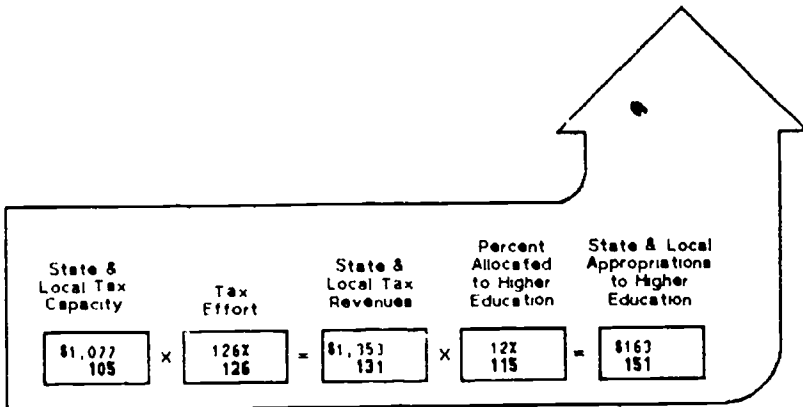 State &
Local Tax
Capacity
Tax
Effort
State &
Local Tax
Revenues
Percent
Allocated
to Higher
Education
State & Local
Appropriations
to Higher
Education
$1,077
105
×
126%
126
=
$1,353
131
×
12%
115
=
$163
151